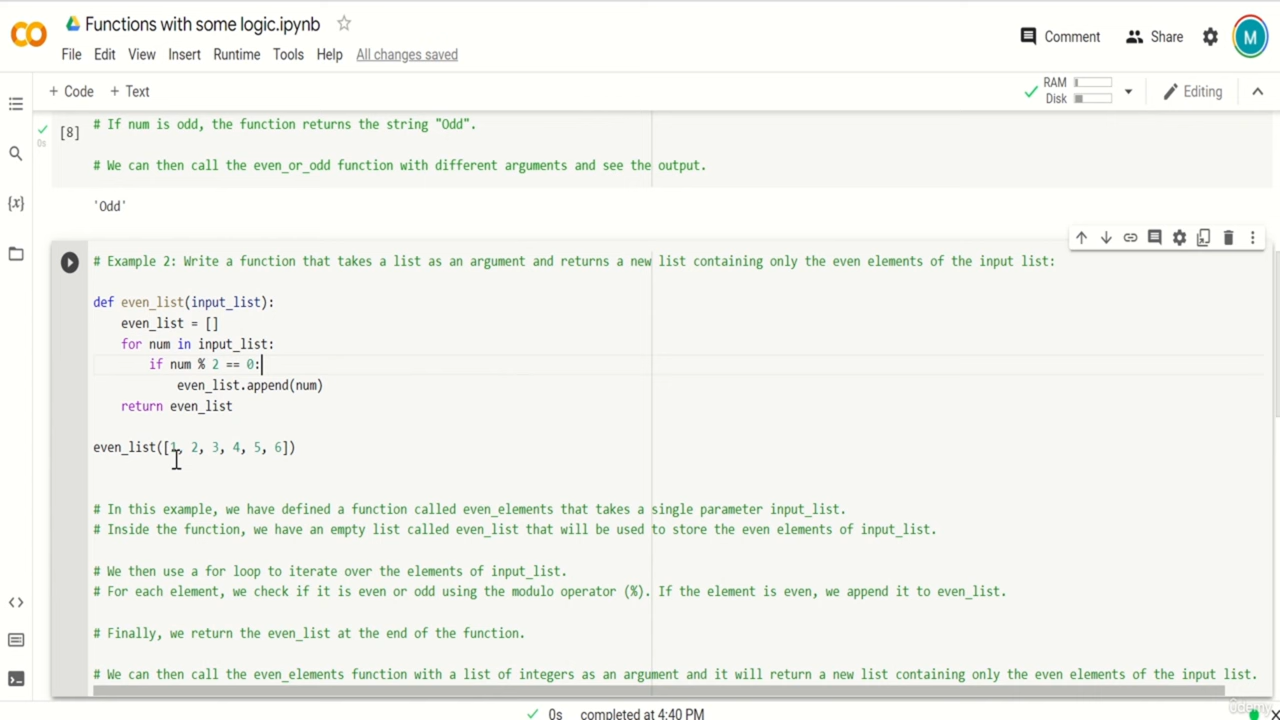 Functions with some logic.ipynb
File Edit View Insert Runtime Tools Help All changes saved
Comment Share M
+ Code + Text
RAM
Disk
Editing
[8]
0s
# If num is odd, the function returns the string "Odd".
# We can then call the even_or_odd function with different arguments and see the output.
'Odd'
{x}
# Example 2: Write a function that takes a list as an argument and returns a new list containing only the even elements of the input list:
def even_list(input_list):
    even_list = []
    for num in input_list:
        if num % 2 == 0:
            even_list.append(num)
    return even_list
even_list([1, 2, 3, 4, 5, 6])
# In this example, we have defined a function called even_elements that takes a single parameter input_list.
# Inside the function, we have an empty list called even_list that will be used to store the even elements of input_list.
# We then use a for loop to iterate over the elements of input_list.
# For each element, we check if it is even or odd using the modulo operator (%). If the element is even, we append it to even_list.
# Finally, we return the even_list at the end of the function.
# We can then call the even_elements function with a list of integers as an argument and it will return a new list containing only the even elements of the input list.
0s completed at 4:40 PM
ûdemy